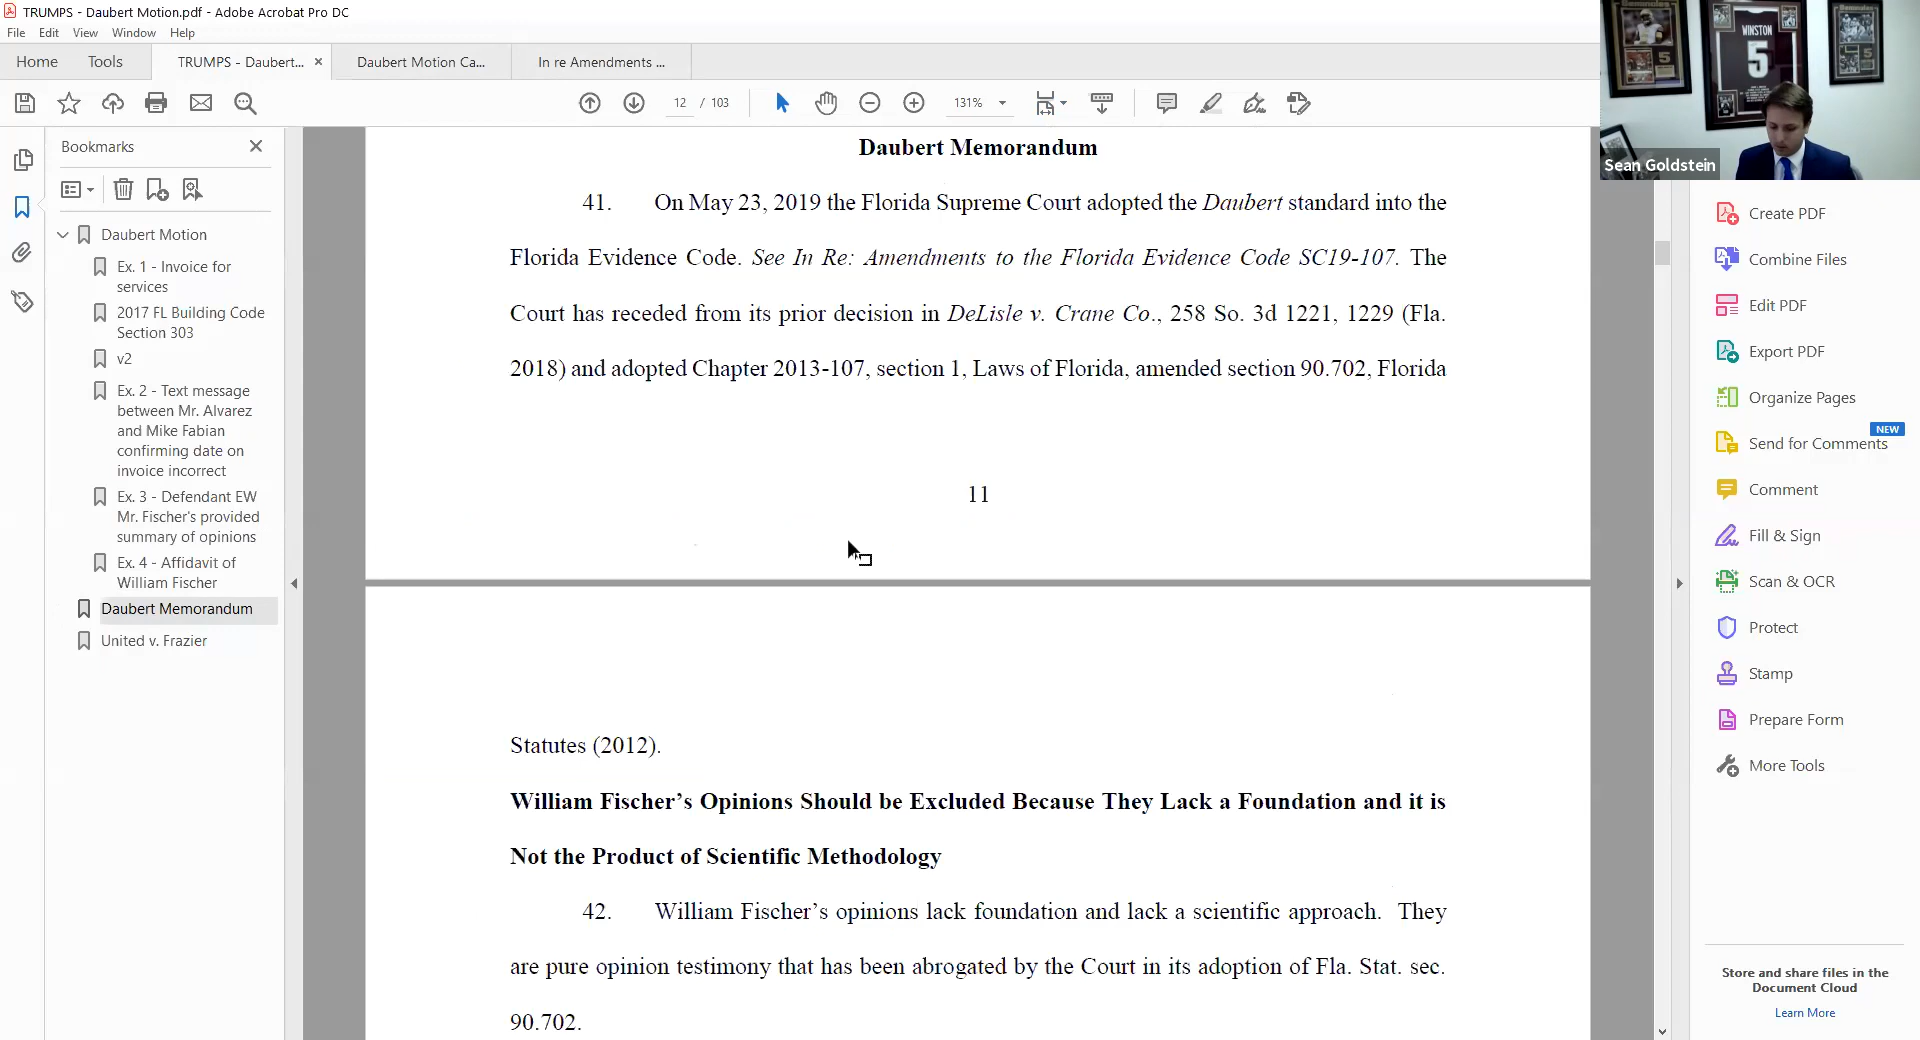 TRUMPS - Daubert Motion.pdf - Adobe Acrobat Pro DC
File Edit View Window Help
Home Tools TRUMPS - Daubert... × Daubert Motion Ca... In re Amendments ...
12 / 103 131%
WINSTON
5
Sean Goldstein
Bookmarks
Daubert Motion
Ex. 1 - Invoice for
services
2017 FL Building Code
Section 303
v2
Ex. 2 - Text message
between Mr. Alvarez
and Mike Fabian
confirming date on
invoice incorrect
Ex. 3 - Defendant EW
Mr. Fischer's provided
summary of opinions
Ex. 4 - Affidavit of
William Fischer
Daubert Memorandum
United v. Frazier
Daubert Memorandum
41. On May 23, 2019 the Florida Supreme Court adopted the Daubert standard into the
Florida Evidence Code. See In Re: Amendments to the Florida Evidence Code SC19-107. The
Court has receded from its prior decision in DeLisle v. Crane Co., 258 So. 3d 1221, 1229 (Fla.
2018) and adopted Chapter 2013-107, section 1, Laws of Florida, amended section 90.702, Florida
11
Statutes (2012).
William Fischer’s Opinions Should be Excluded Because They Lack a Foundation and it is
Not the Product of Scientific Methodology
42. William Fischer’s opinions lack foundation and lack a scientific approach. They
are pure opinion testimony that has been abrogated by the Court in its adoption of Fla. Stat. sec.
90.702.
Create PDF
Combine Files
Edit PDF
Export PDF
Organize Pages
NEW
Send for Comments
Comment
Fill & Sign
Scan & OCR
Protect
Stamp
Prepare Form
More Tools
Store and share files in the
Document Cloud
Learn More